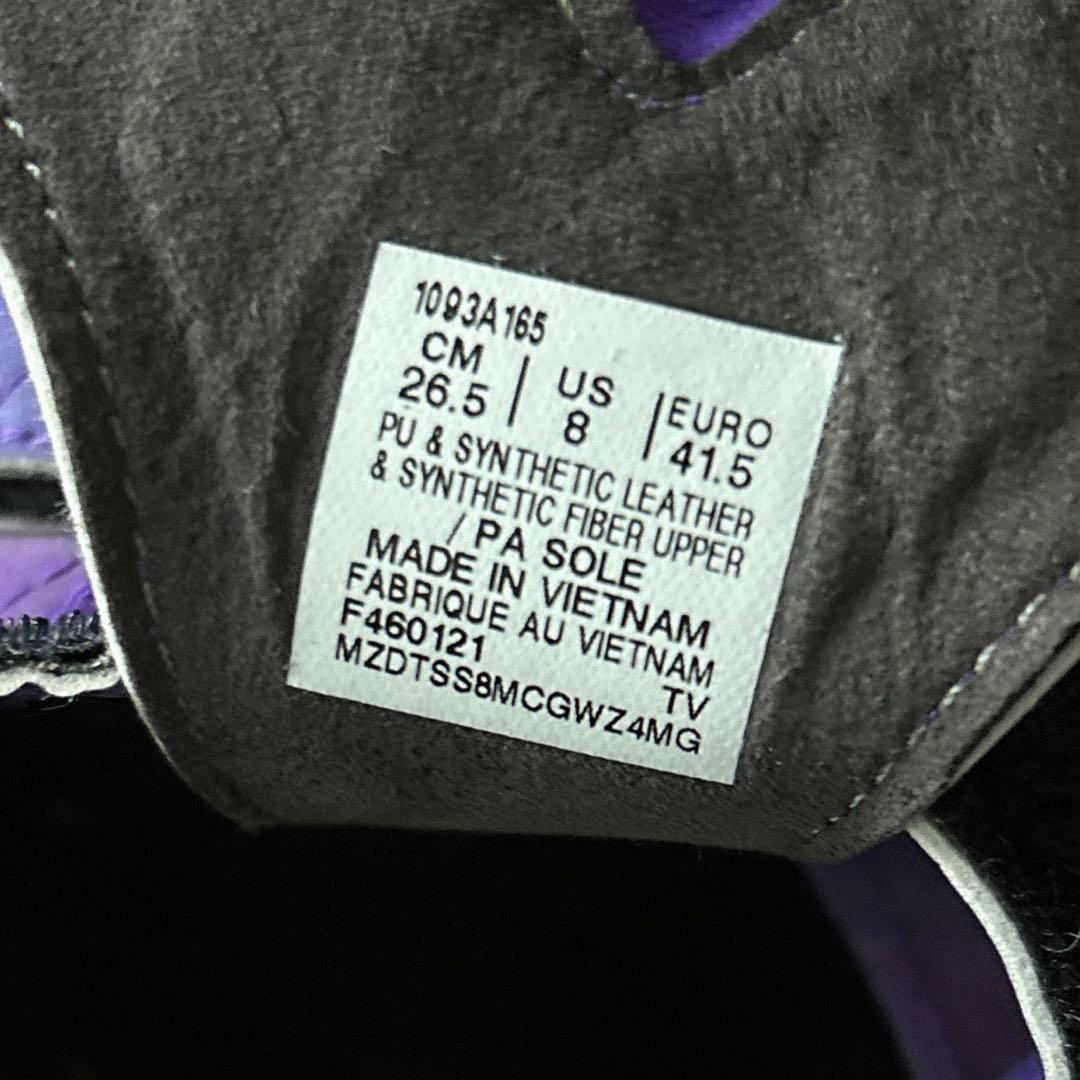 1093A165
CM | US | EURO
26.5 | 8 | 41.5
PU & SYNTHETIC LEATHER
& SYNTHETIC FIBER UPPER
/ PA SOLE
MADE IN VIETNAM
FABRIQUE AU VIETNAM
F460121 TV
MZDTSS8MCGWZ4MG